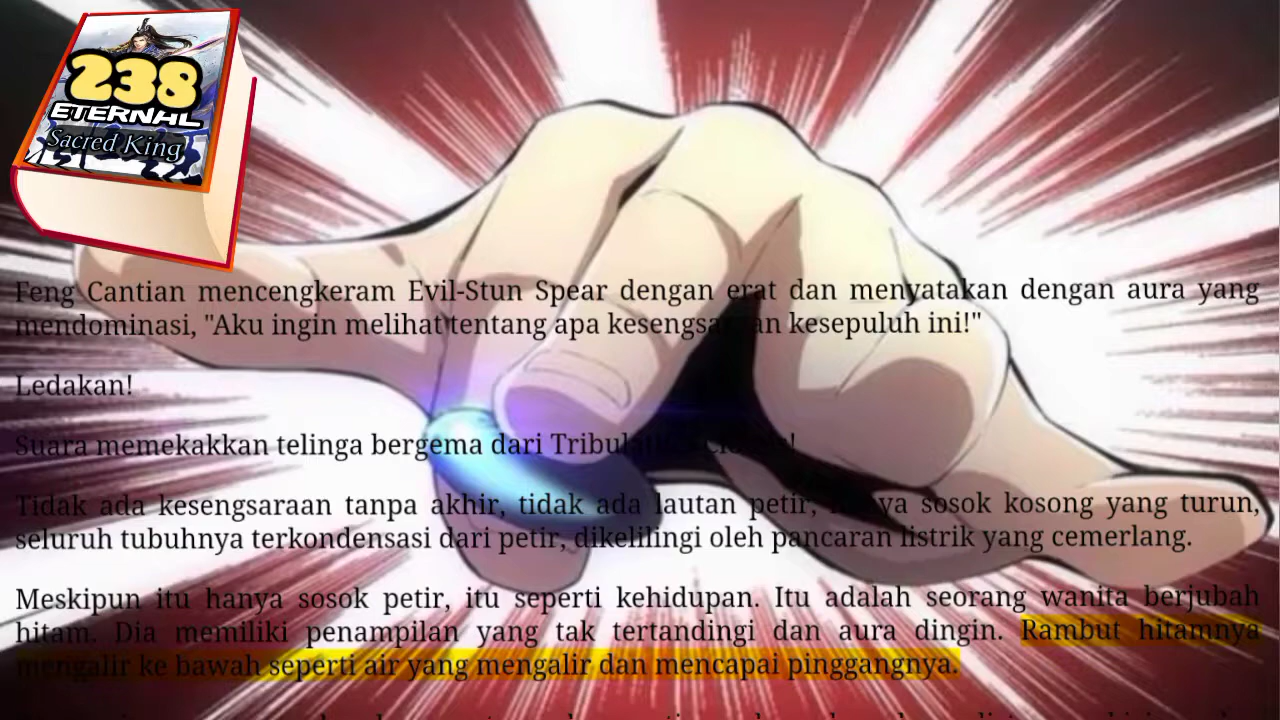 238
ETERNAL
Sacred King
Feng Cantian mencengkeram Evil-Stun Spear dengan erat dan menyatakan dengan aura yang
mendominasi, "Aku ingin melihat tentang apa kesengsaraan kesepuluh ini!"
Ledakan!
Suara memekakkan telinga bergema dari
Tidak ada kesengsaraan tanpa akhir, tidak ada lautan petir, hanya sosok kosong yang turun,
seluruh tubuhnya terkondensasi dari petir, dikelilingi oleh pancaran listrik yang cemerlang.
Meskipun itu hanya sosok petir, itu seperti kehidupan. Itu adalah seorang wanita berjubah
hitam. Dia memiliki penampilan yang tak tertandingi dan aura dingin. Rambut hitamnya
mengalir ke bawah seperti air yang mengalir dan mencapai pinggangnya.